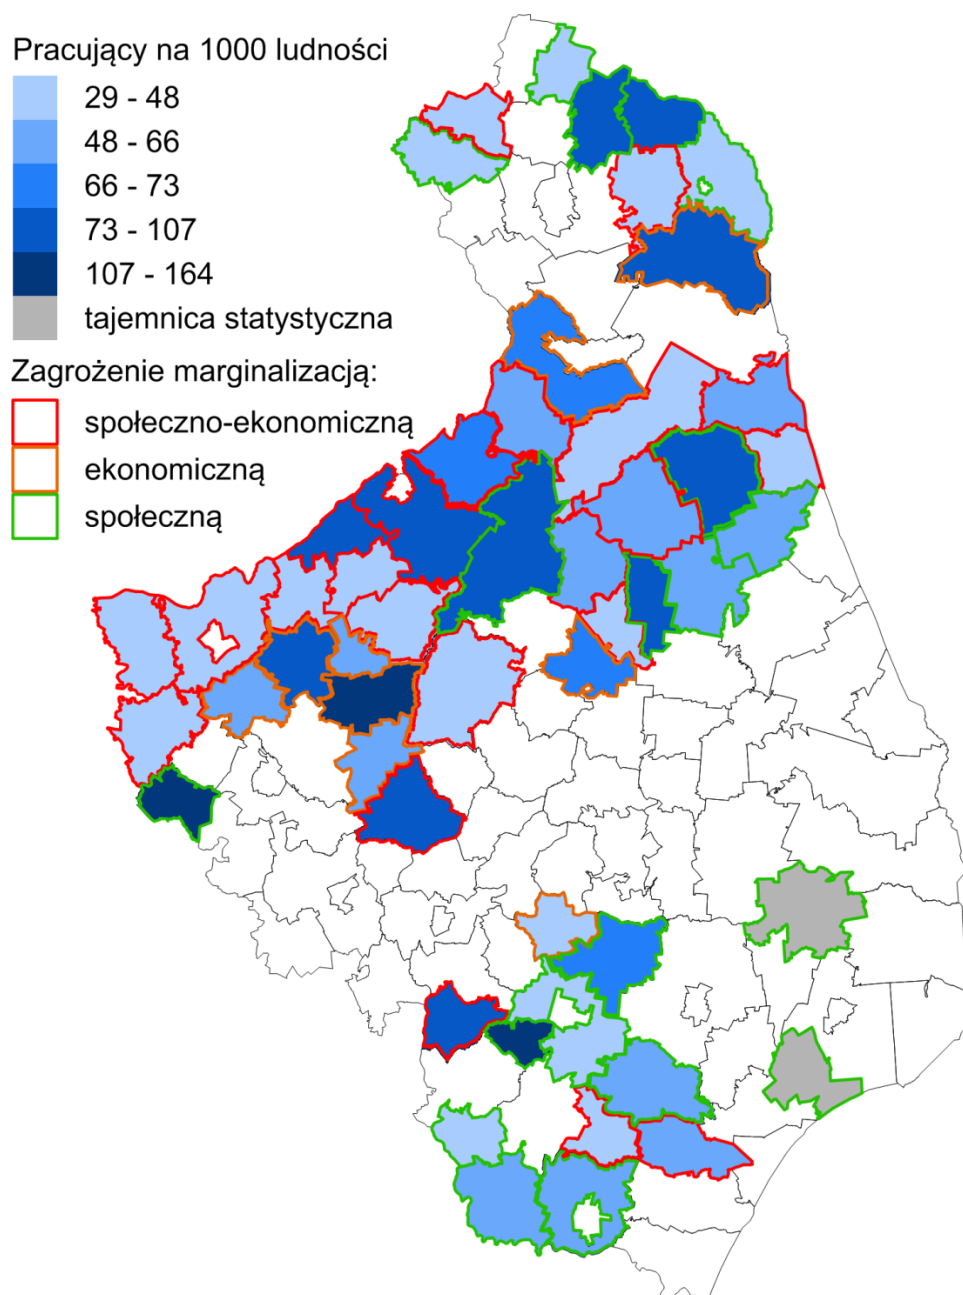 Pracujący na 1000 ludności
29 - 48
48 - 66
66 - 73
73 - 107
107 - 164
tajemnica statystyczna
Zagrożenie marginalizacją:
społeczno-ekonomiczną
ekonomiczną
społeczną